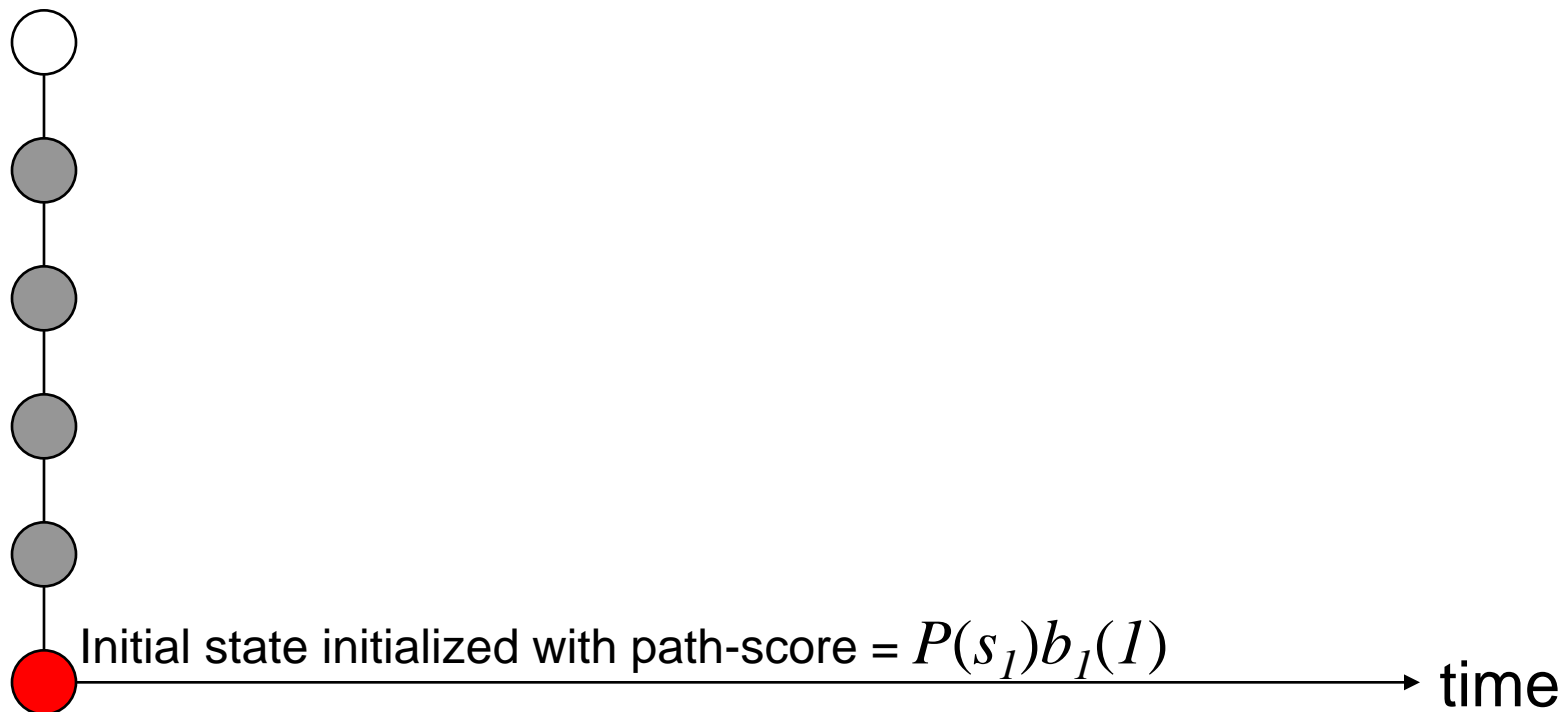 Initial state initialized with path-score = P(s₁)b₁(1)
time